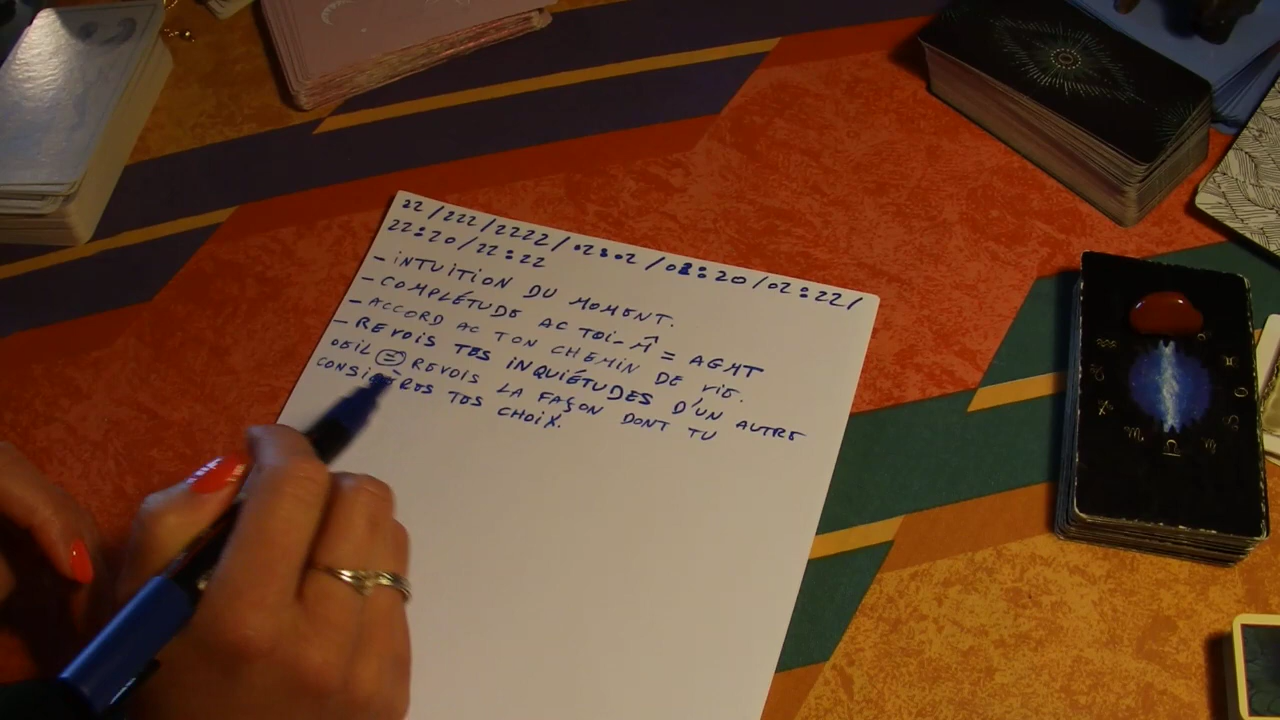 22/222/2222/02:02/02:20/02:22/
22:20/22:22
- INTUITION DU MOMENT.
- COMPLÉTUDE AC TOI-M̂ = AGMT
- ACCORD AC TON CHEMIN DE VIE.
- REVOIS TES INQUIÉTUDES D'UN AUTRE
OEIL = REVOIS LA FAÇON DONT TU
CONSIDÈRES TES CHOIX.